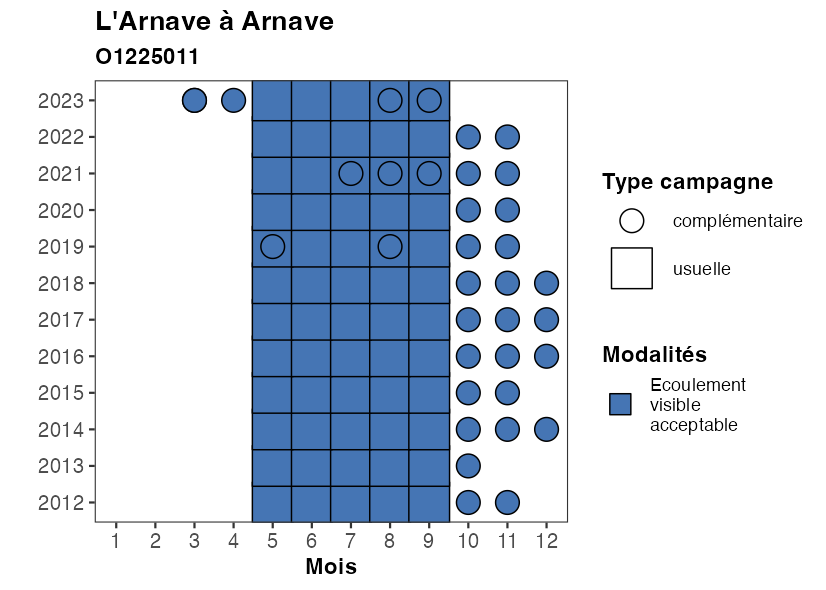 L'Arnave à Arnave
O1225011
2023
2022
2021
2020
2019
2018
2017
2016
2015
2014
2013
2012
1 2 3 4 5 6 7 8 9 10 11 12
Mois
Type campagne
complémentaire
usuelle
Modalités
Ecoulement
visible
acceptable